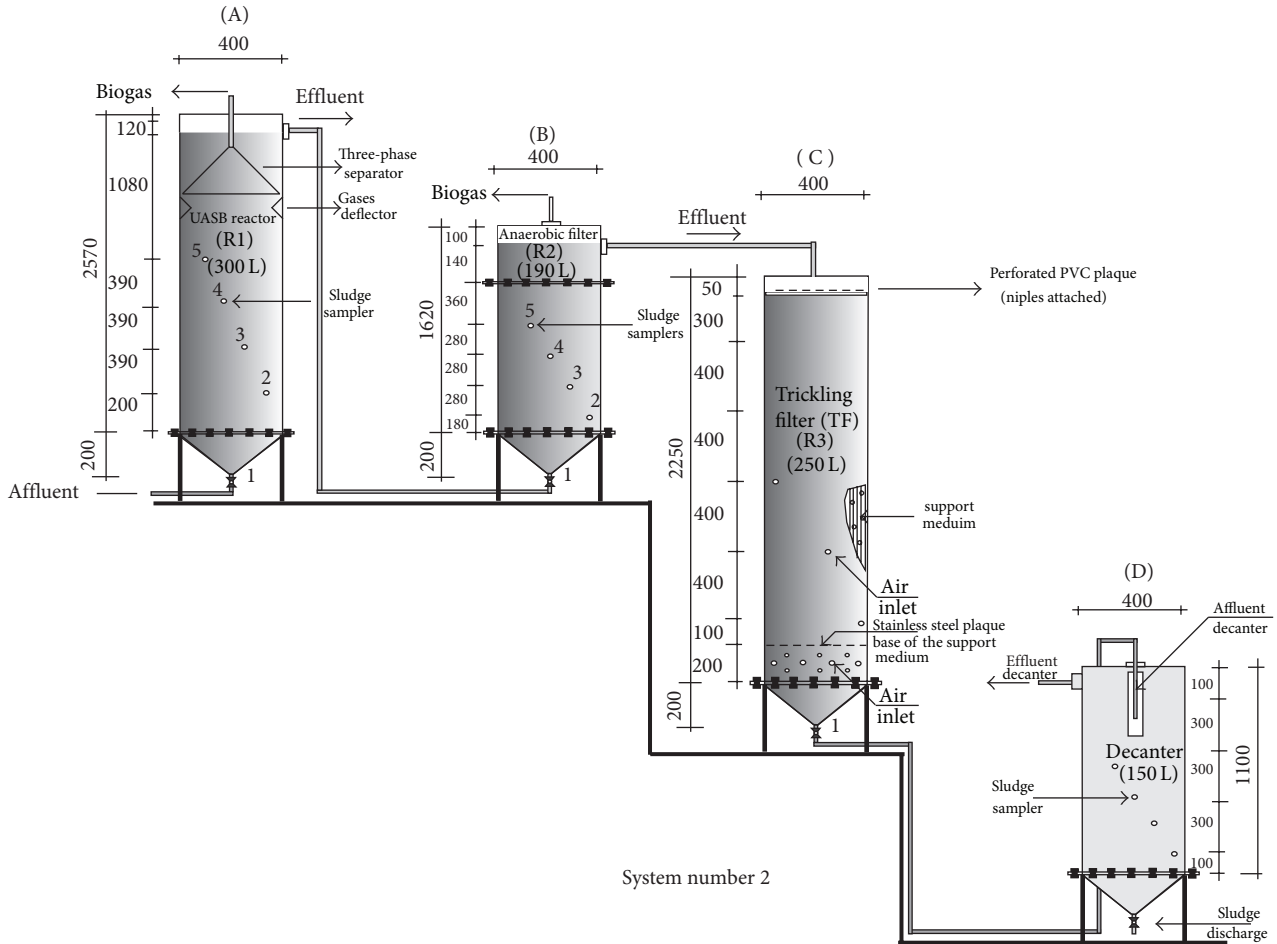 (A)
400
Biogas
Effluent
120
1080
2570
390
390
390
200
200
Three-phase
separator
Gases
deflector
UASB reactor
(R1)
(300 L)
5
4
3
2
1
Sludge
sampler
Affluent
(B)
400
Biogas
100
140
360
280
280
280
180
1620
200
Anaerobic filter
(R2)
(190 L)
5
4
3
2
1
Sludge
samplers
Effluent
( C )
400
50
300
400
400
400
400
100
200
2250
200
Perforated PVC plaque
(niples attached)
Trickling
filter (TF)
(R3)
(250 L)
support
meduim
Air
inlet
Stainless steel plaque
base of the support
medium
Air
inlet
1
(D)
400
Affluent
decanter
Effluent
decanter
100
300
300
300
100
1100
Decanter
(150 L)
Sludge
sampler
Sludge
discharge
System number 2